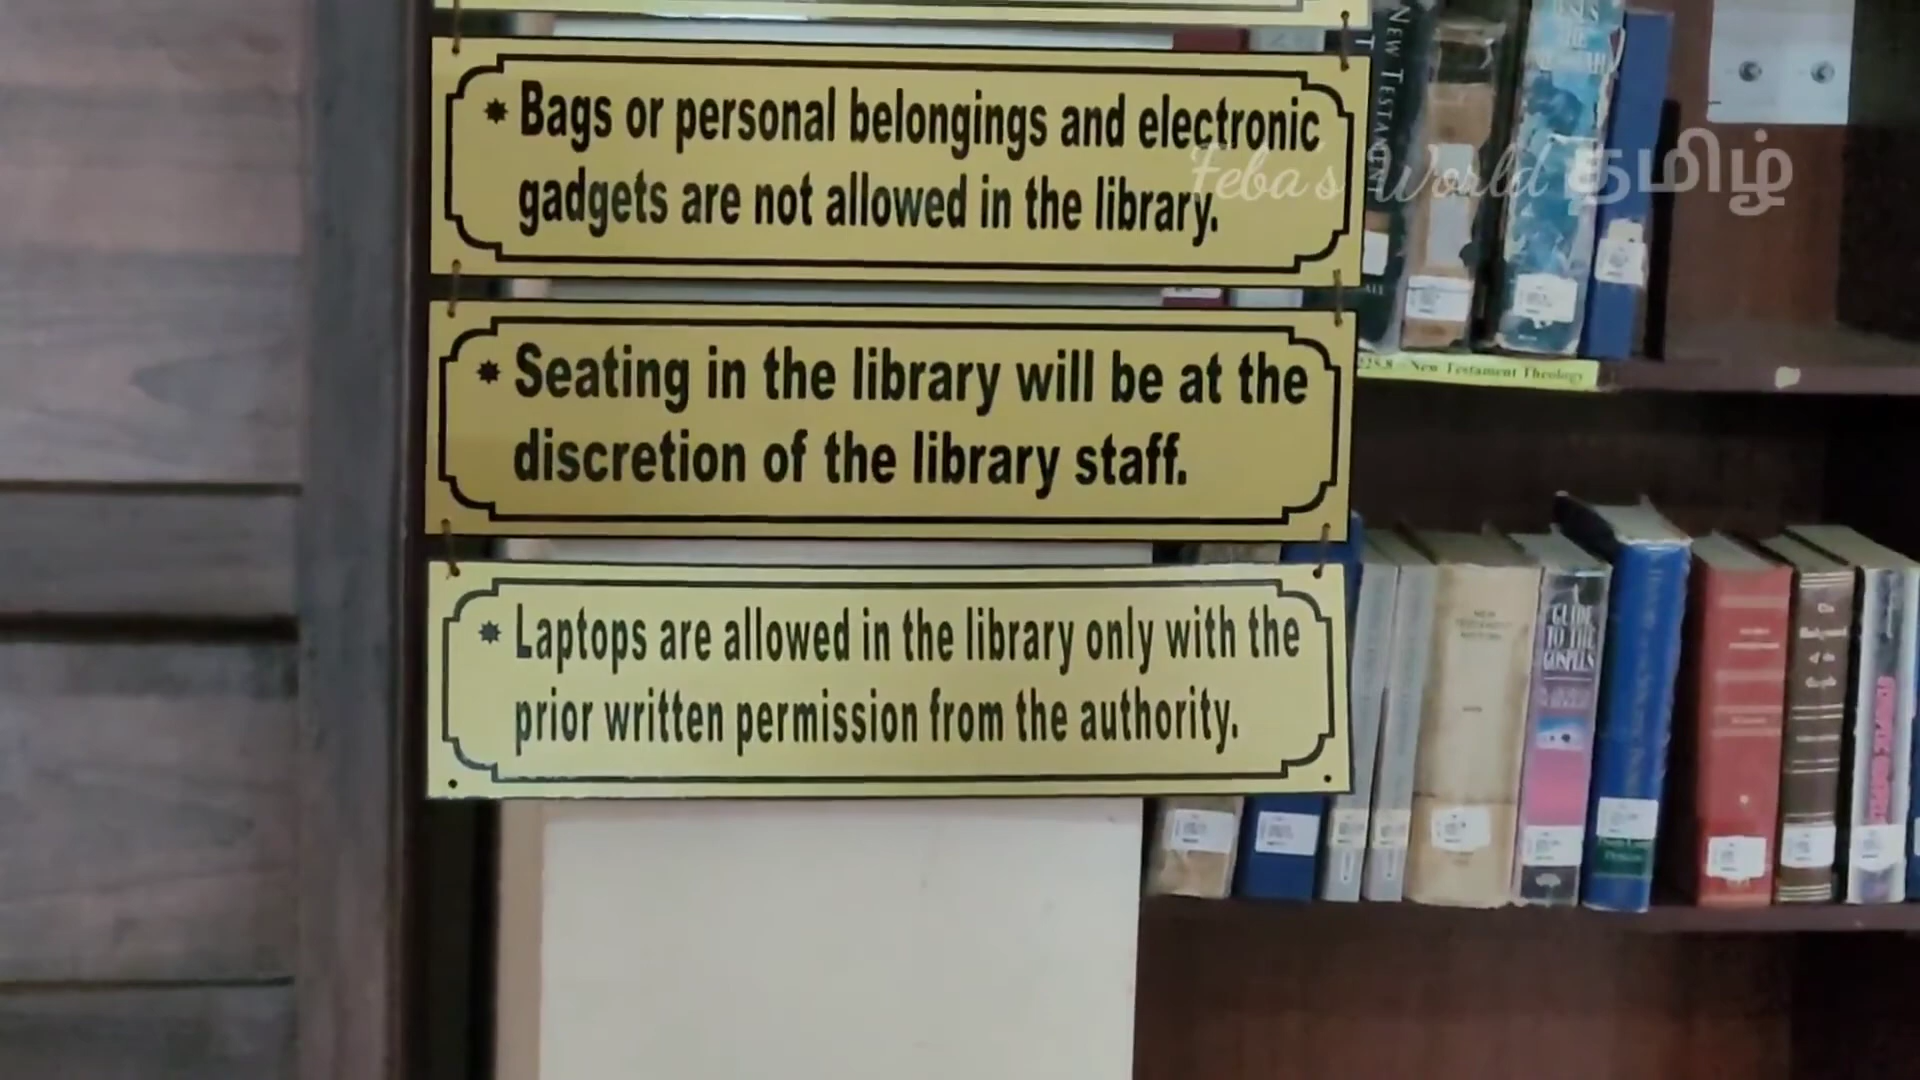 * Bags or personal belongings and electronic
gadgets are not allowed in the library.
* Seating in the library will be at the
discretion of the library staff.
* Laptops are allowed in the library only with the
prior written permission from the authority.
Feba's World தமிழ்
NEW TESTAMENT
225.8 - New Testament Theology
A GUIDE
TO THE
GOSPELS